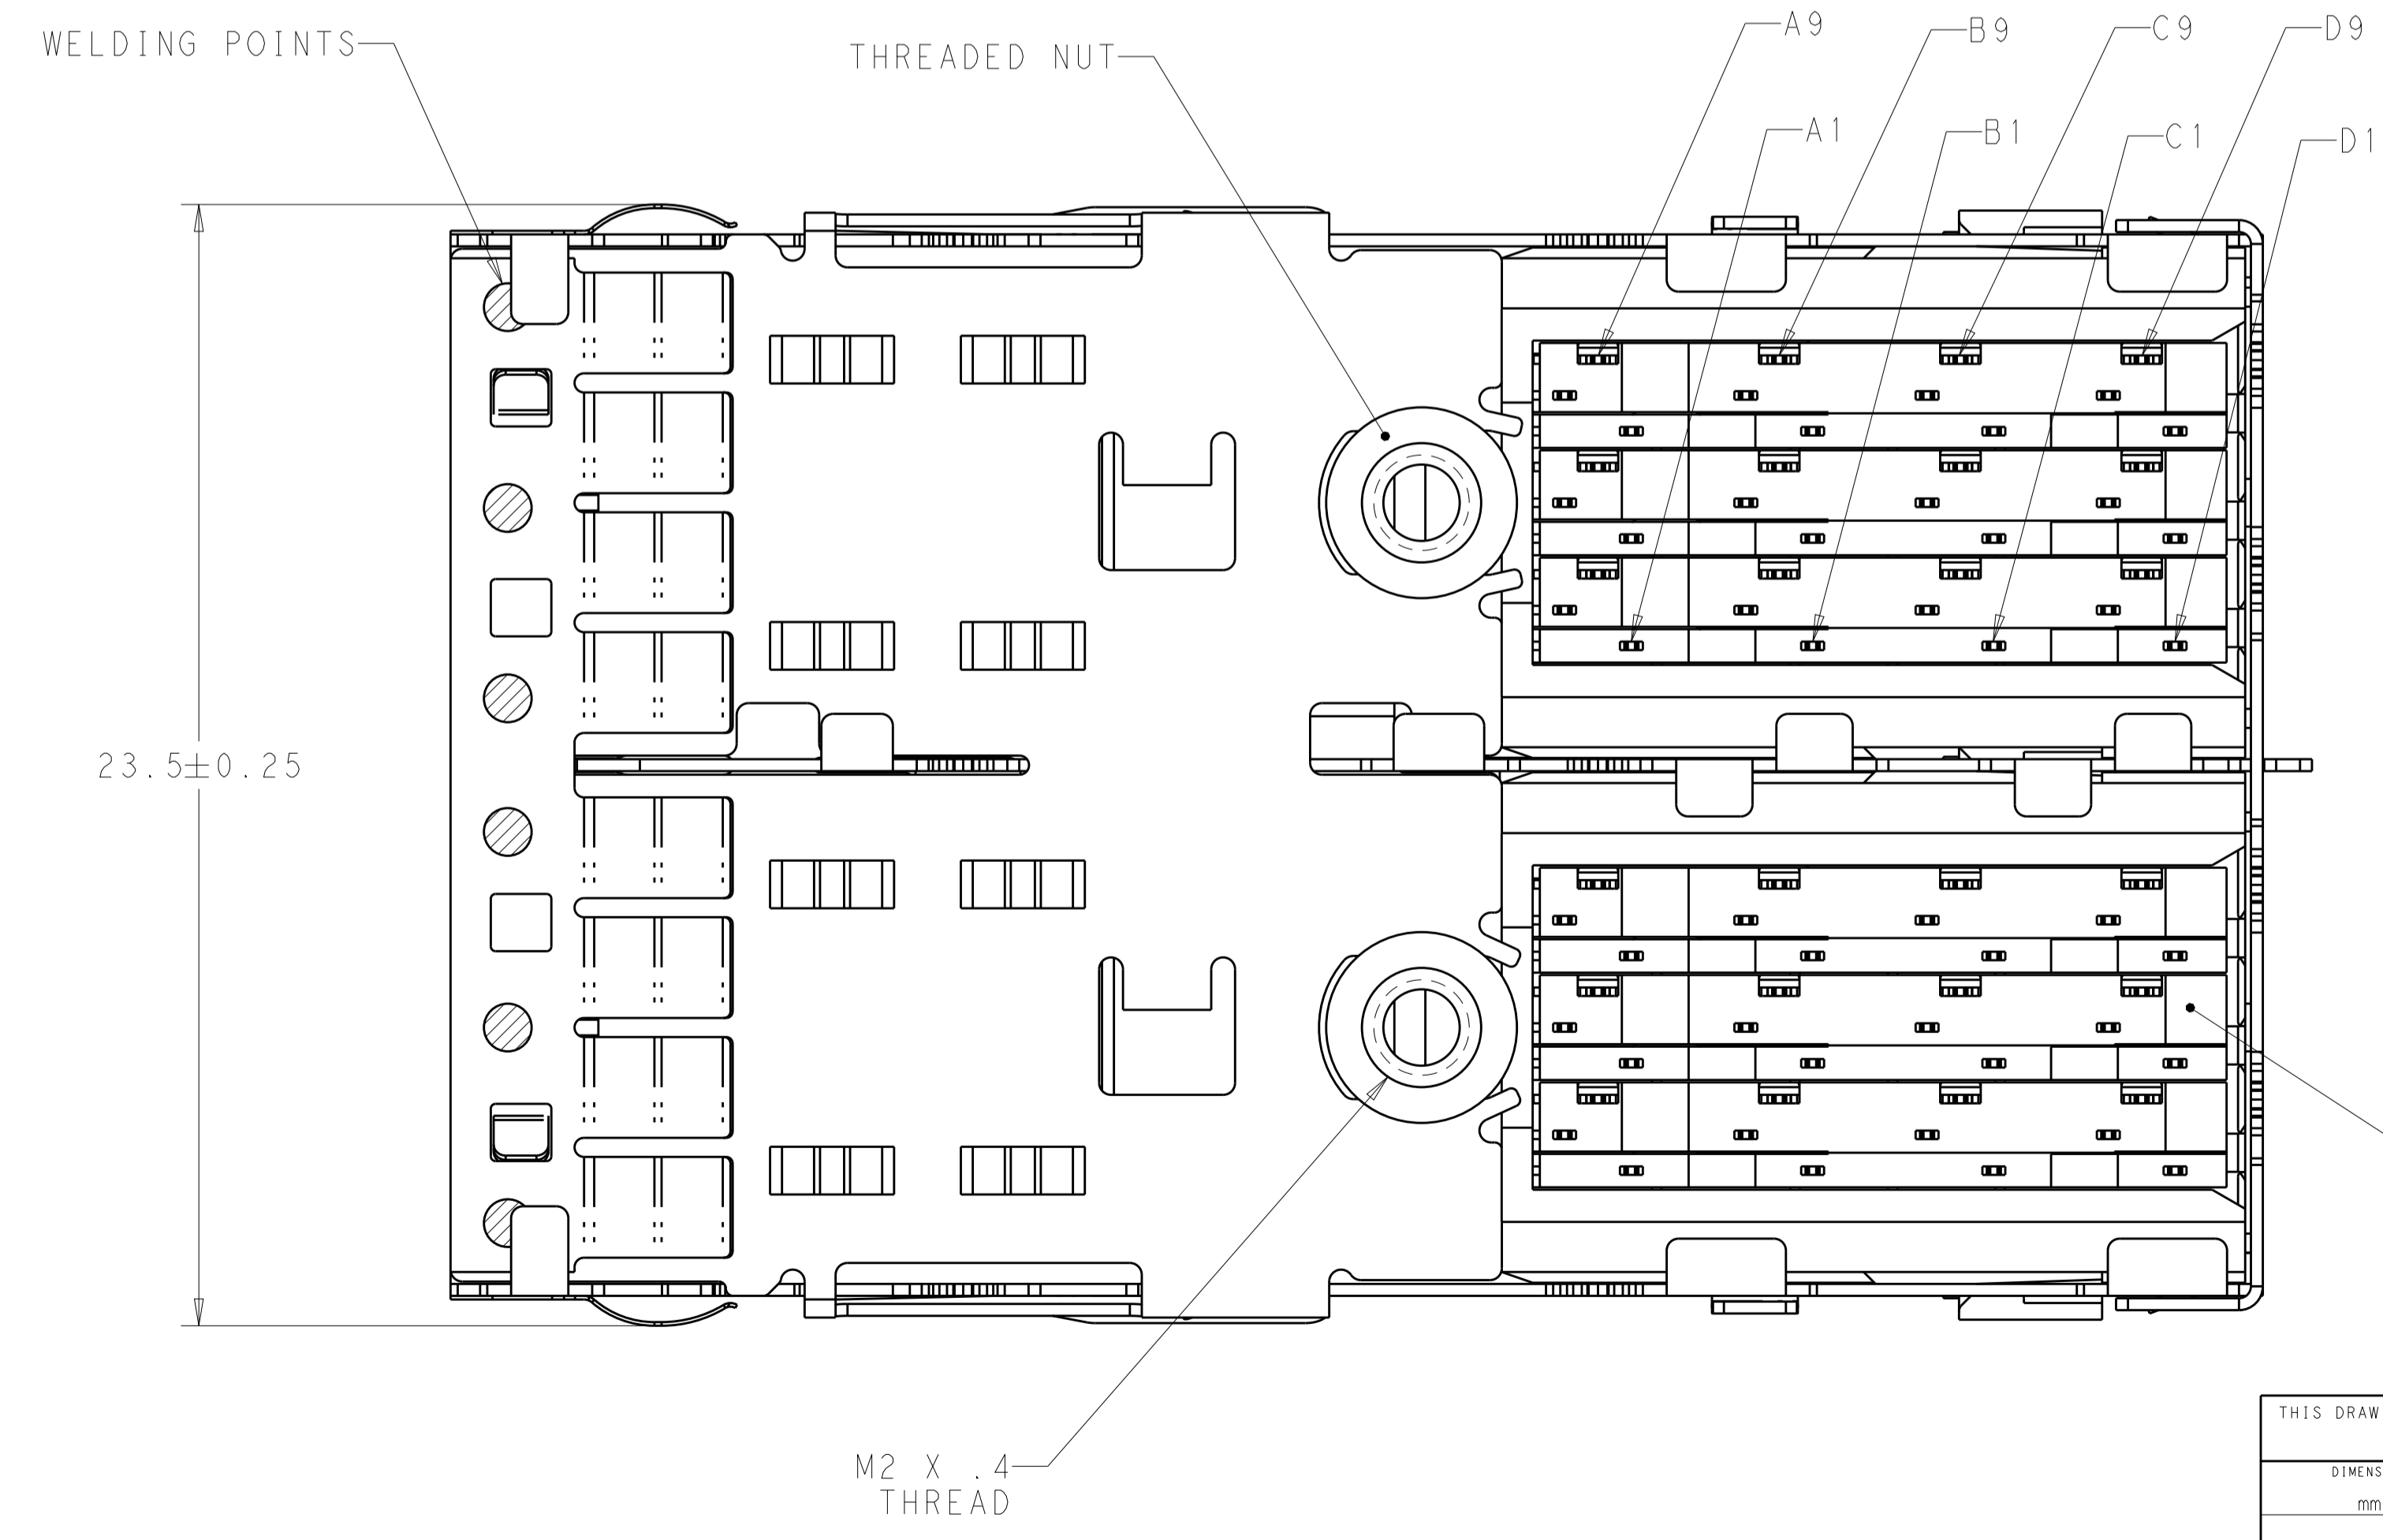 WELDING POINTS
THREADED NUT
A9
B9
C9
D9
A1
B1
C1
D1
23.5±0.25
M2 X .4
THREAD
THIS DRAW
DIMENS
mm